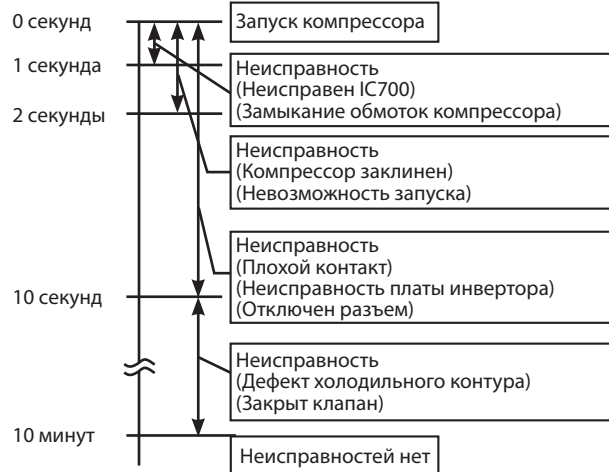 0 секунд
Запуск компрессора
1 секунда
Неисправность
(Неисправен IC700)
(Замыкание обмоток компрессора)
2 секунды
Неисправность
(Компрессор заклинен)
(Невозможность запуска)
Неисправность
(Плохой контакт)
(Неисправность платы инвертора)
(Отключен разъем)
10 секунд
Неисправность
(Дефект холодильного контура)
(Закрыт клапан)
10 минут
Неисправностей нет